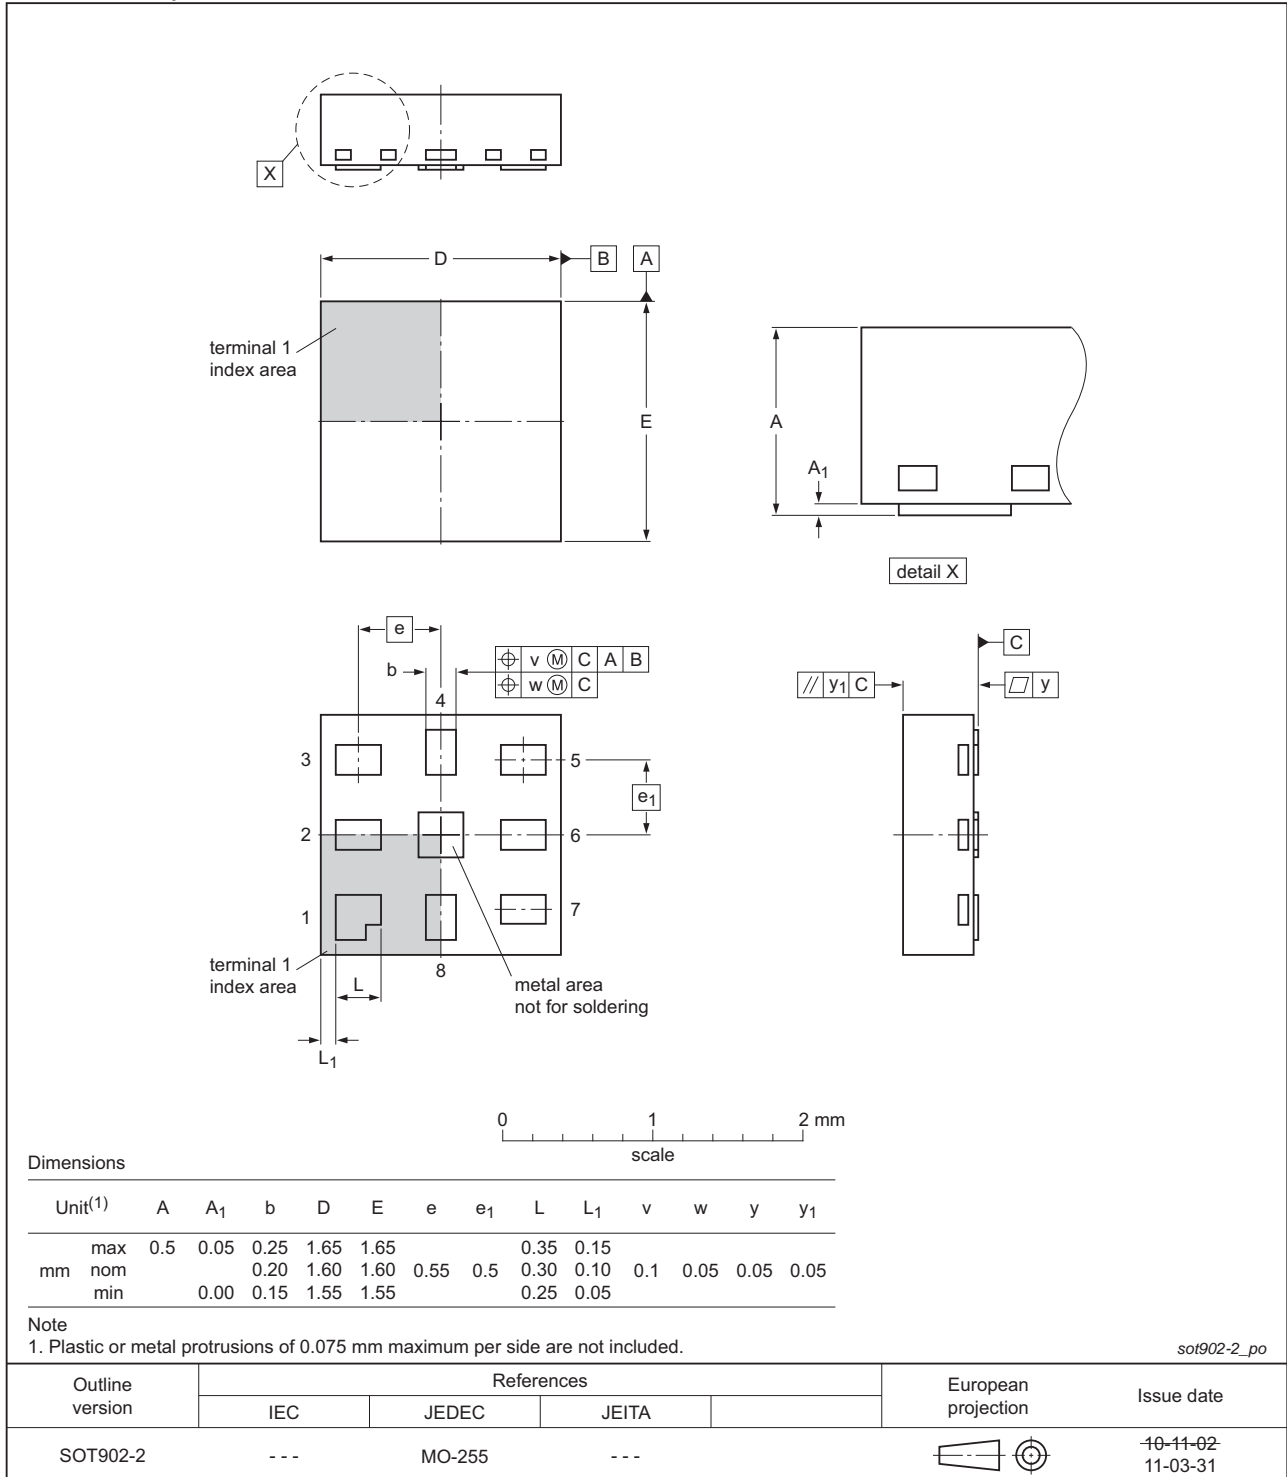 X
D
B
A
terminal 1
index area
E
A
A1
detail X
e
b
v M C A B
w M C
4
3
5
e1
2
6
1
7
terminal 1
index area
L
8
metal area
not for soldering
L1
C
// y1 C
y
0 1 2 mm
scale
Dimensions
Unit(1) A A1 b D E e e1 L L1 v w y y1
max 0.5 0.05 0.25 1.65 1.65 0.35 0.15
mm nom 0.20 1.60 1.60 0.55 0.5 0.30 0.10 0.1 0.05 0.05 0.05
min 0.00 0.15 1.55 1.55 0.25 0.05
Note
1. Plastic or metal protrusions of 0.075 mm maximum per side are not included.
sot902-2_po
Outline version References European projection Issue date
IEC JEDEC JEITA
SOT902-2 - - - MO-255 - - - 10-11-02
11-03-31